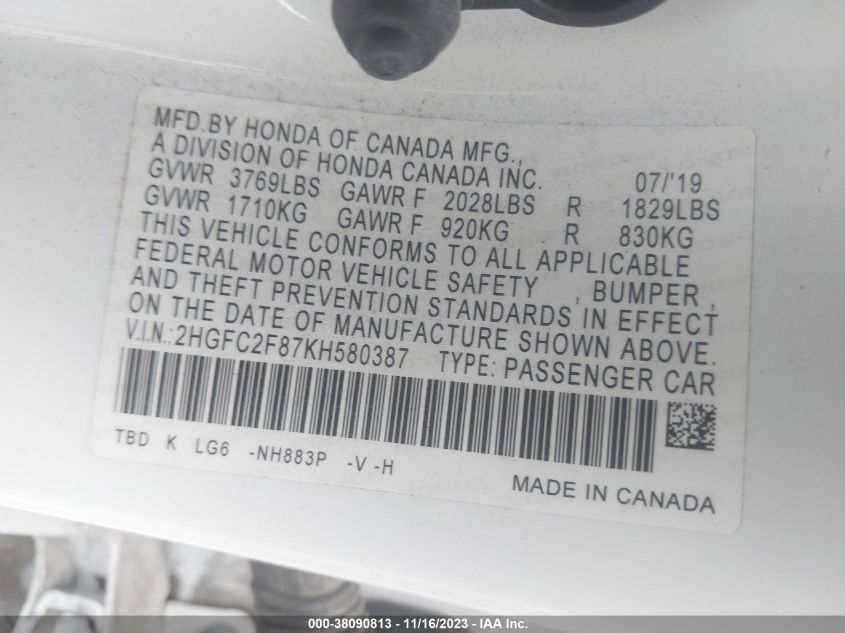 MFD.BY HONDA OF CANADA MFG.,
A DIVISION OF HONDA CANADA INC. 07/'19
GVWR 3769LBS GAWR F 2028LBS R 1829LBS
GVWR 1710KG GAWR F 920KG R 830KG
THIS VEHICLE CONFORMS TO ALL APPLICABLE
FEDERAL MOTOR VEHICLE SAFETY , BUMPER ,
AND THEFT PREVENTION STANDARDS IN EFFECT
ON THE DATE OF MANUFACTURE SHOWN ABOVE.
V.I.N.:2HGFC2F87KH580387 TYPE: PASSENGER CAR
TBD K LG6 -NH883P -V -H
MADE IN CANADA
000-38090813 - 11/16/2023 - IAAI Inc.